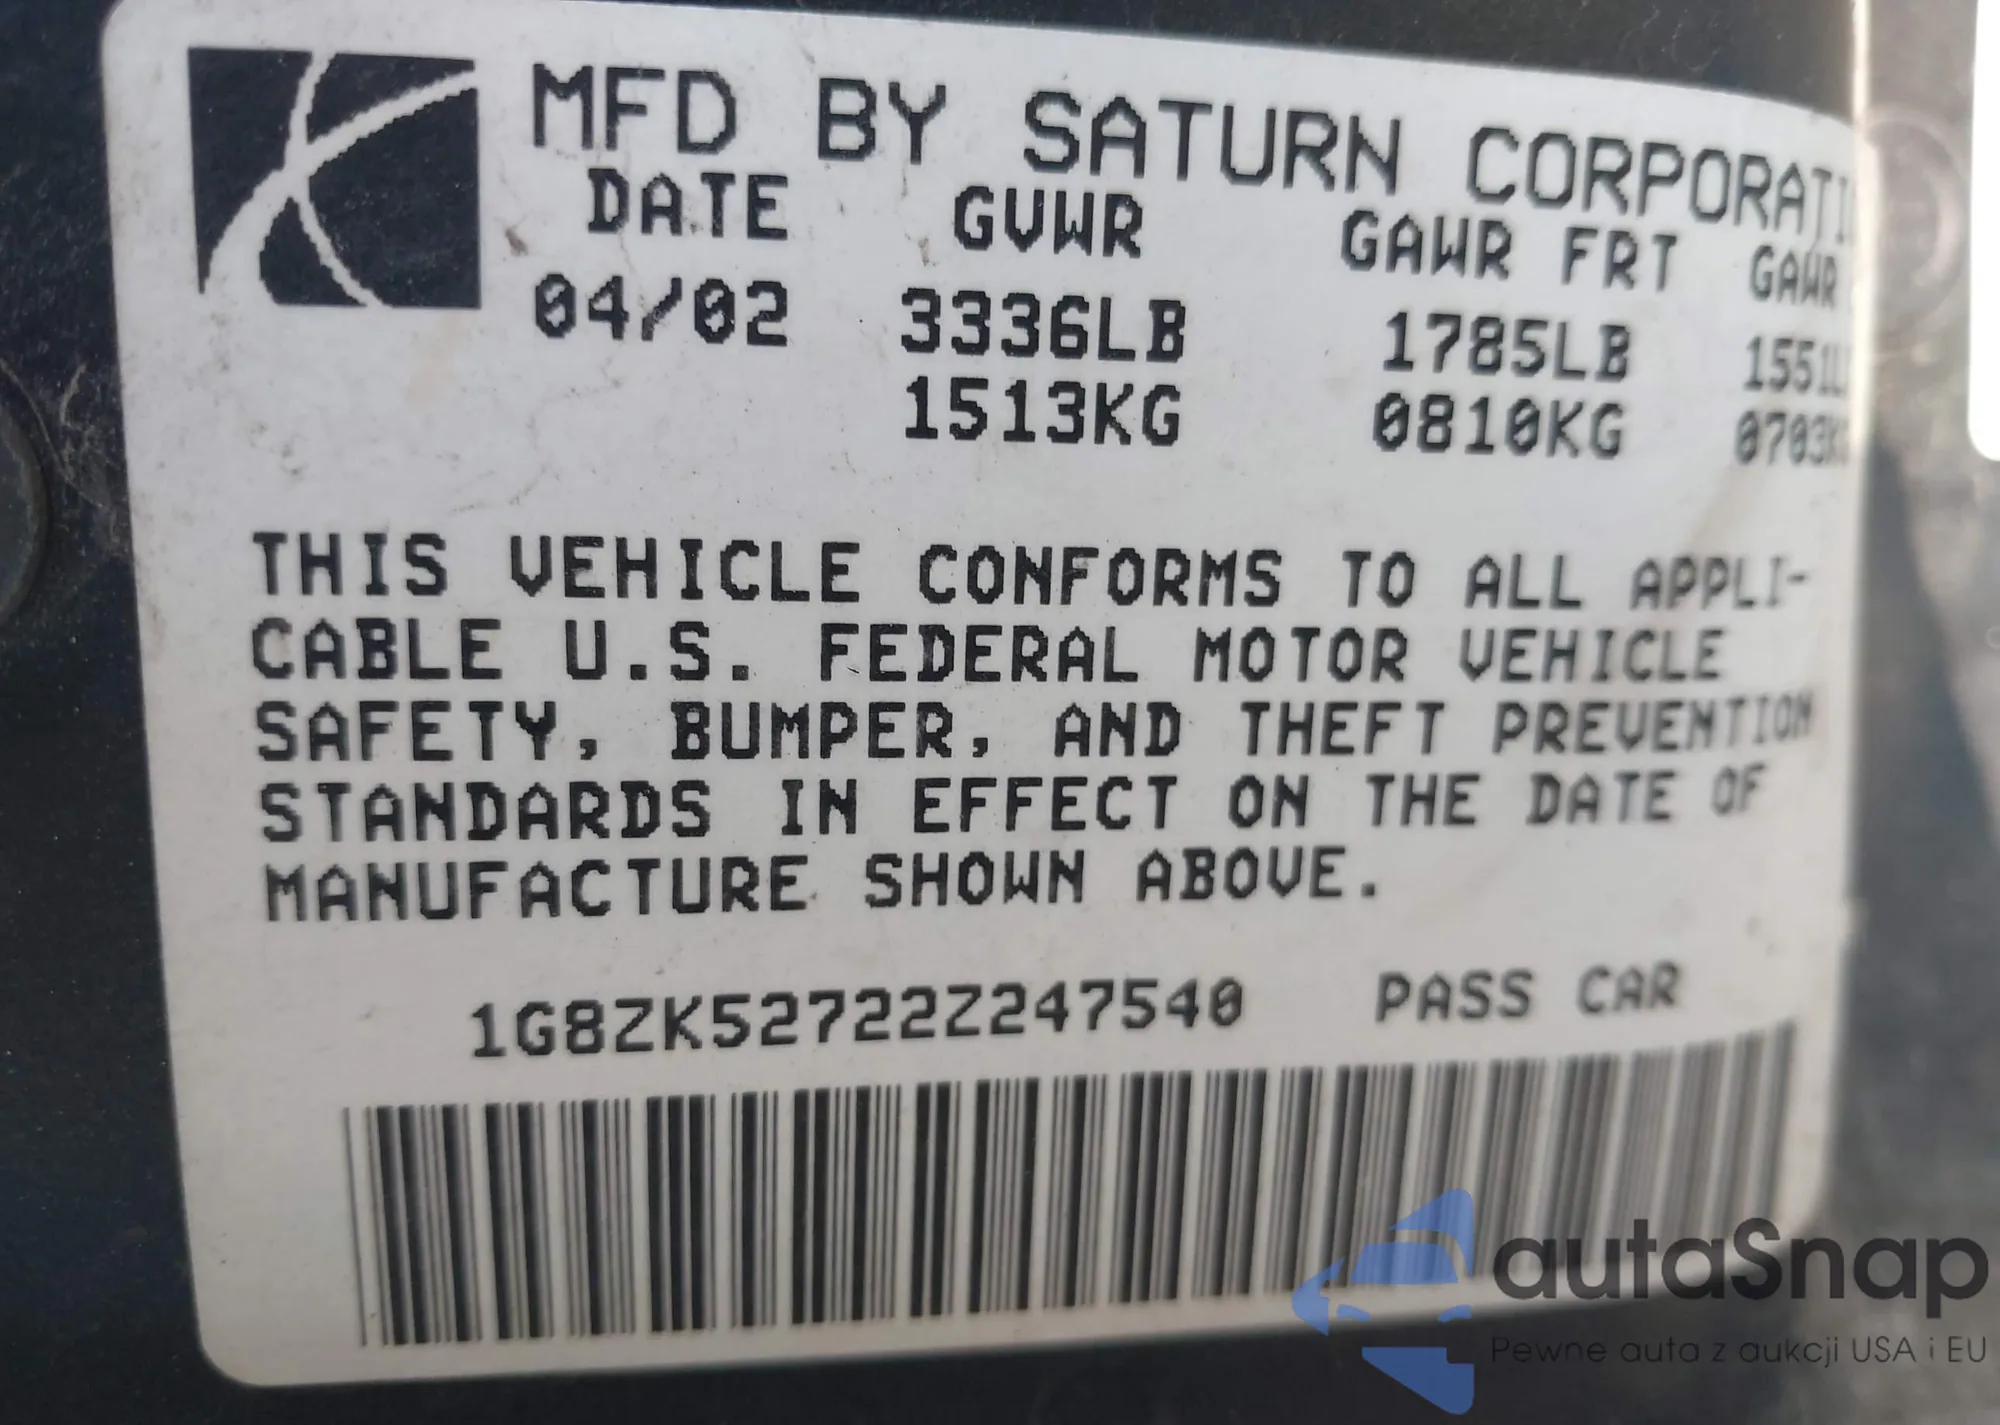 MFD BY SATURN CORPORATI
DATE GVWR GAWR FRT GAWR
04/02 3336LB 1785LB 1551L
1513KG 0810KG 0703K
THIS VEHICLE CONFORMS TO ALL APPLI-
CABLE U.S. FEDERAL MOTOR VEHICLE
SAFETY, BUMPER, AND THEFT PREVENTION
STANDARDS IN EFFECT ON THE DATE OF
MANUFACTURE SHOWN ABOVE.
1G8ZK52722Z247540 PASS CAR
autaSnap
Pewne auta z aukcji USA i EU